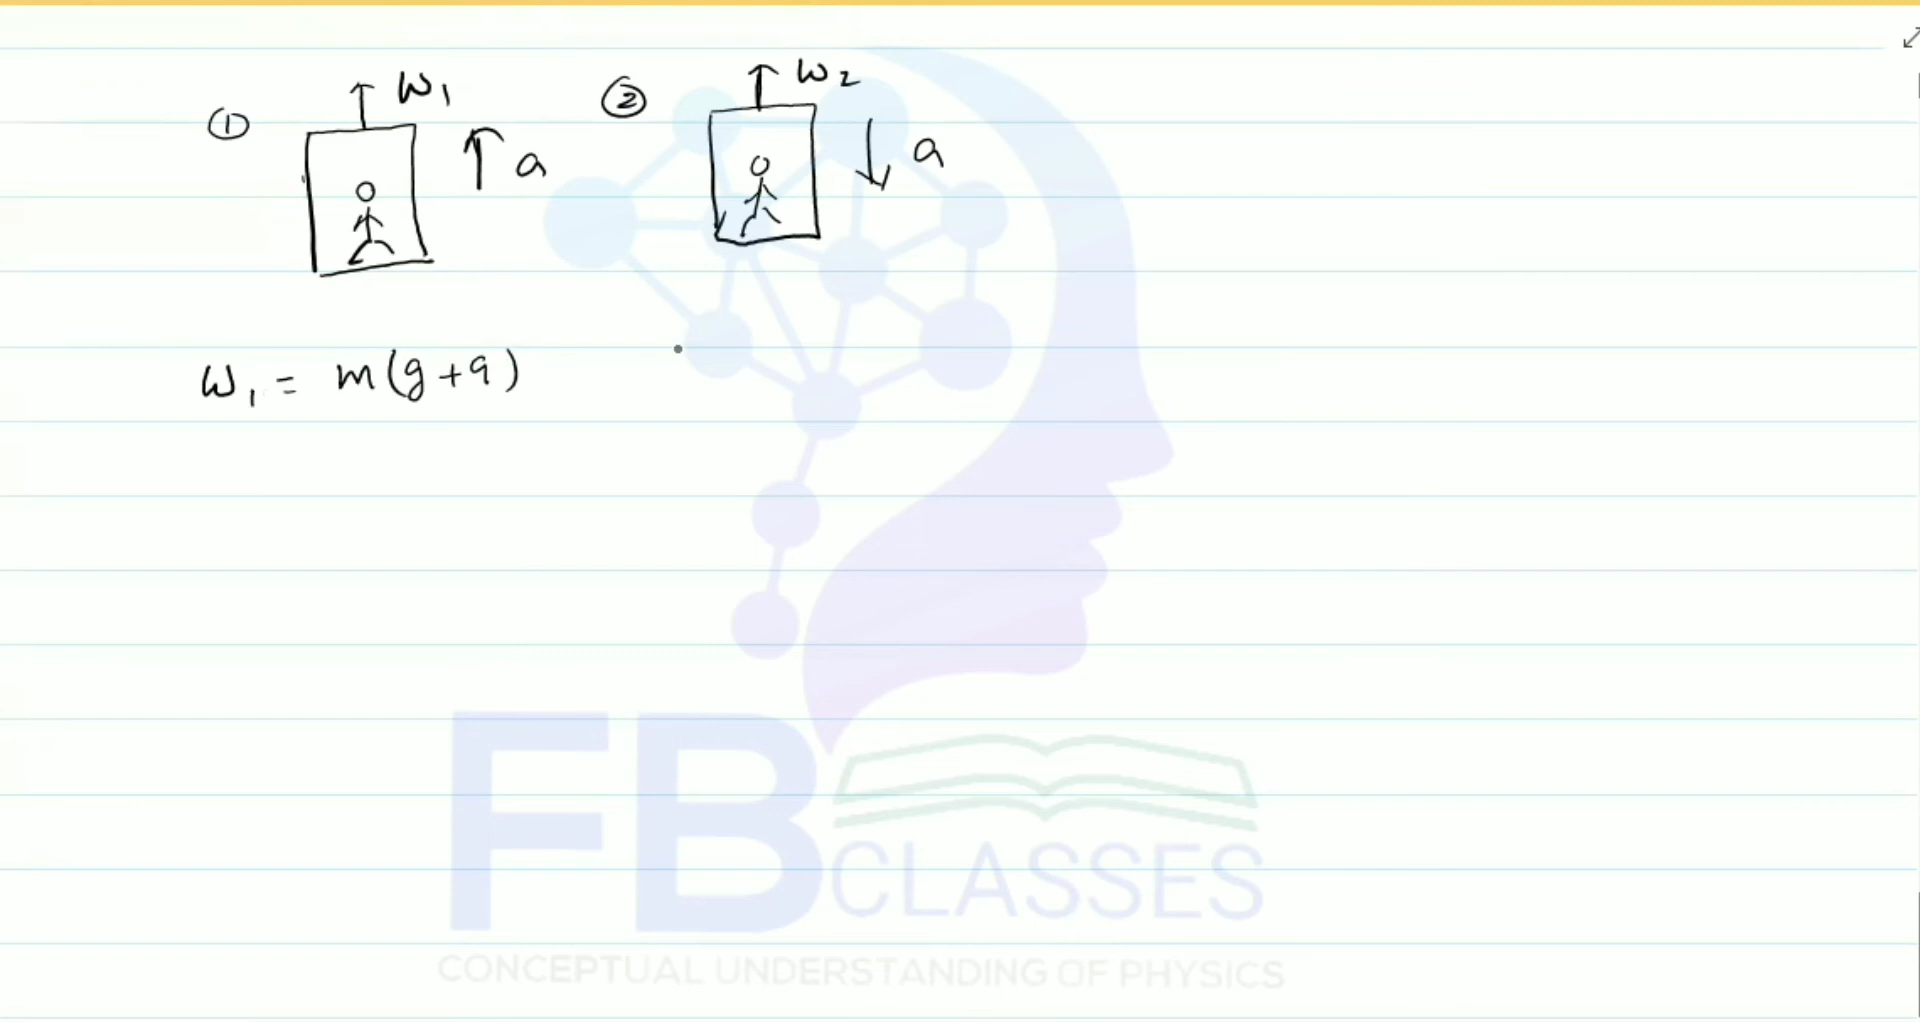 ① W1 a ② W2 a
W1 = m(g+a)
FB CLASSES
CONCEPTUAL UNDERSTANDING OF PHYSICS